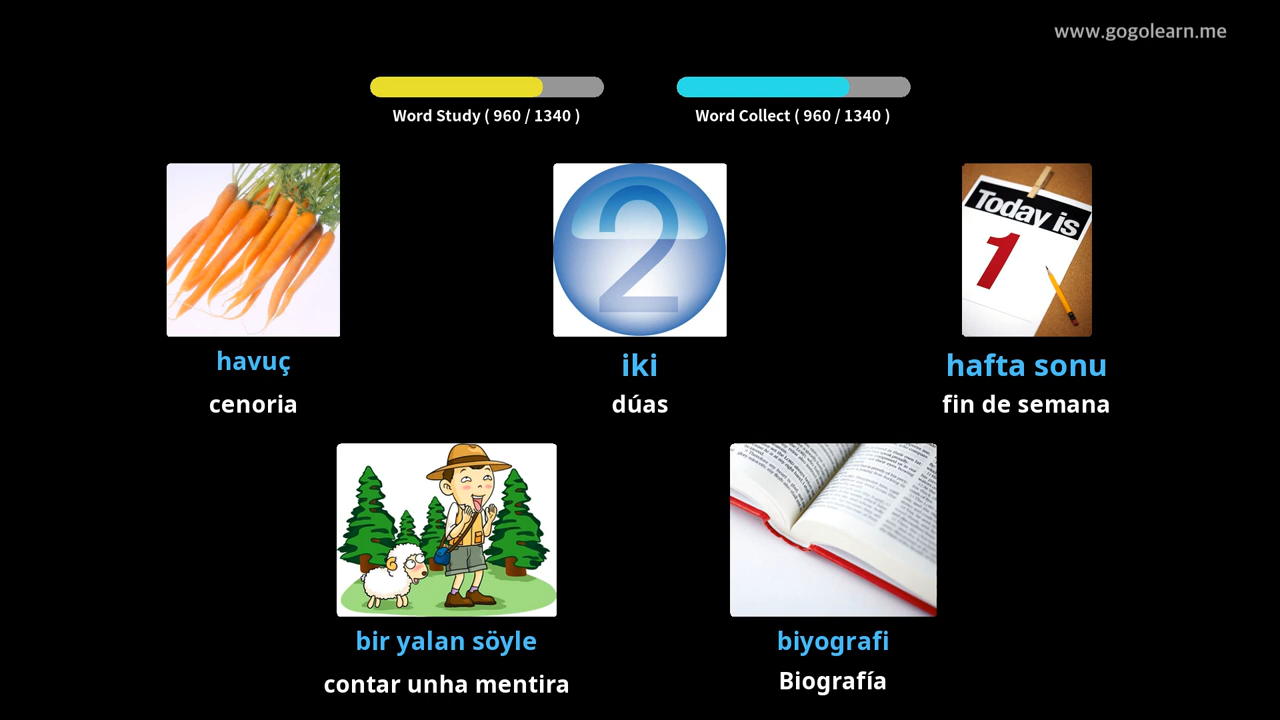 www.gogolearn.me
Word Study ( 960 / 1340 )
Word Collect ( 960 / 1340 )
2
Today is
1
havuç
iki
hafta sonu
cenoria
dúas
fin de semana
bir yalan söyle
biyografi
contar unha mentira
Biografía